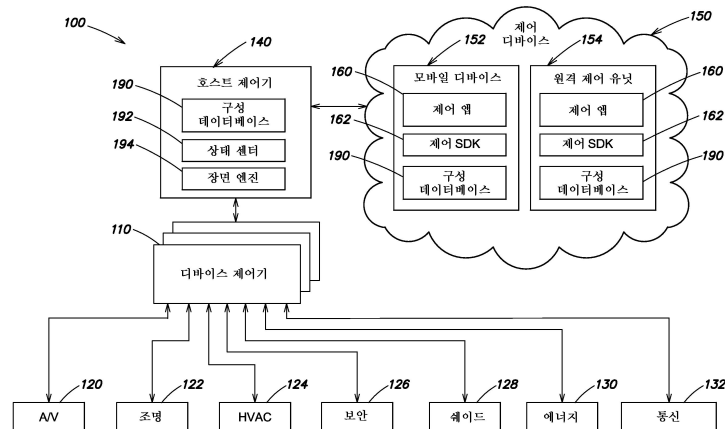 100
140
호스트 제어기
190
구성
데이터베이스
192
상태 센터
194
장면 엔진
150
제어
디바이스
152
모바일 디바이스
160
제어 앱
162
제어 SDK
190
구성
데이터베이스
154
원격 제어 유닛
제어 앱
160
제어 SDK
162
구성
데이터베이스
190
110
디바이스 제어기
120
A/V
122
조명
124
HVAC
126
보안
128
쉐이드
130
에너지
132
통신